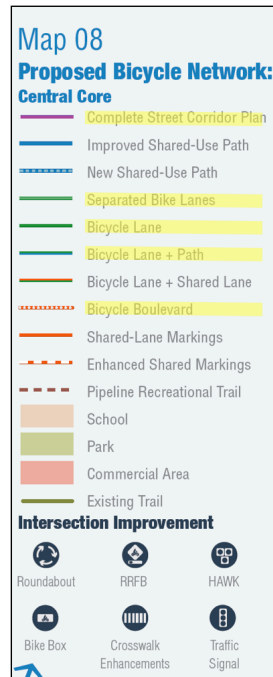 Map 08
Proposed Bicycle Network:
Central Core
Complete Street Corridor Plan
Improved Shared-Use Path
New Shared-Use Path
Separated Bike Lanes
Bicycle Lane
Bicycle Lane + Path
Bicycle Lane + Shared Lane
Bicycle Boulevard
Shared-Lane Markings
Enhanced Shared Markings
Pipeline Recreational Trail
School
Park
Commercial Area
Existing Trail
Intersection Improvement
Roundabout RRFB HAWK
Bike Box Crosswalk Traffic
Enhancements Signal